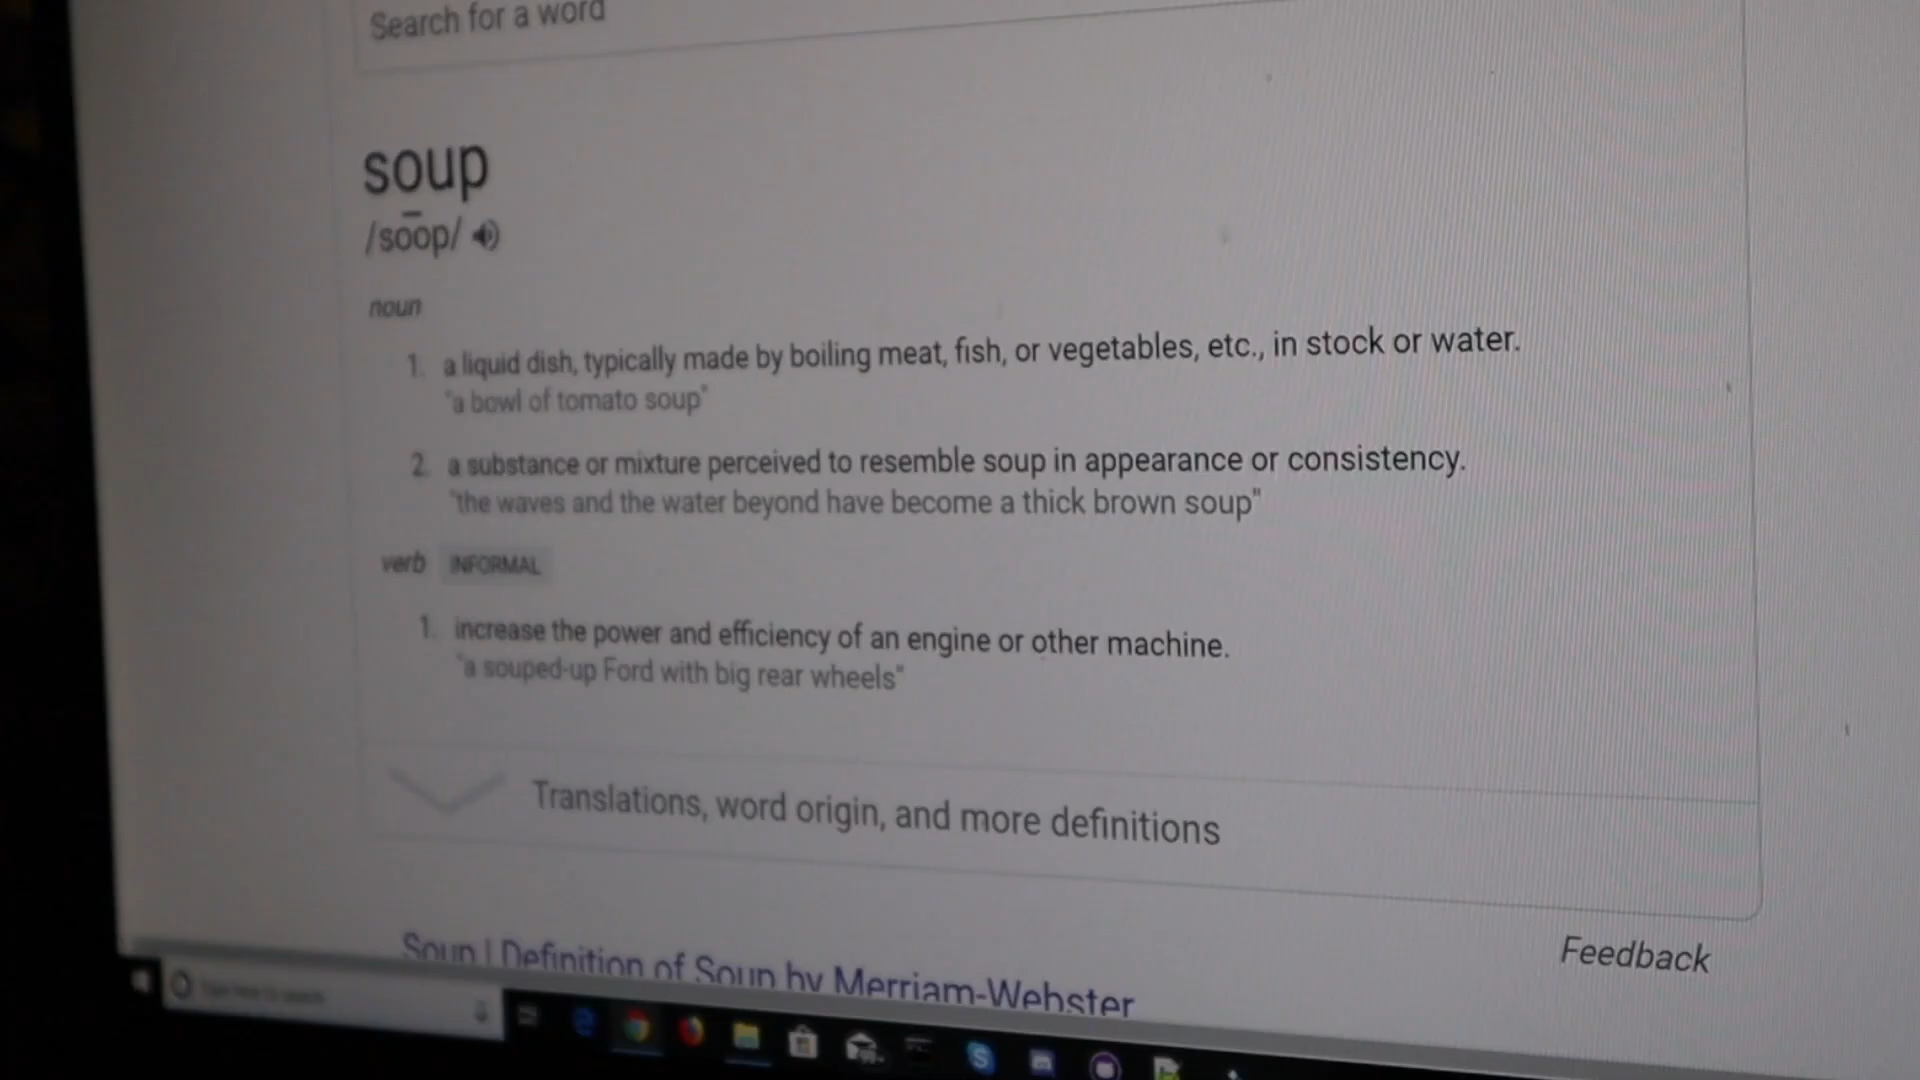 Search for a word
soup
/so͞op/
noun
1. a liquid dish, typically made by boiling meat, fish, or vegetables, etc., in stock or water.
"a bowl of tomato soup"
2. a substance or mixture perceived to resemble soup in appearance or consistency.
"the waves and the water beyond have become a thick brown soup"
verb INFORMAL
1. increase the power and efficiency of an engine or other machine.
"a souped-up Ford with big rear wheels"
Translations, word origin, and more definitions
Feedback
Soup | Definition of Soup by Merriam-Webster
Type here to search